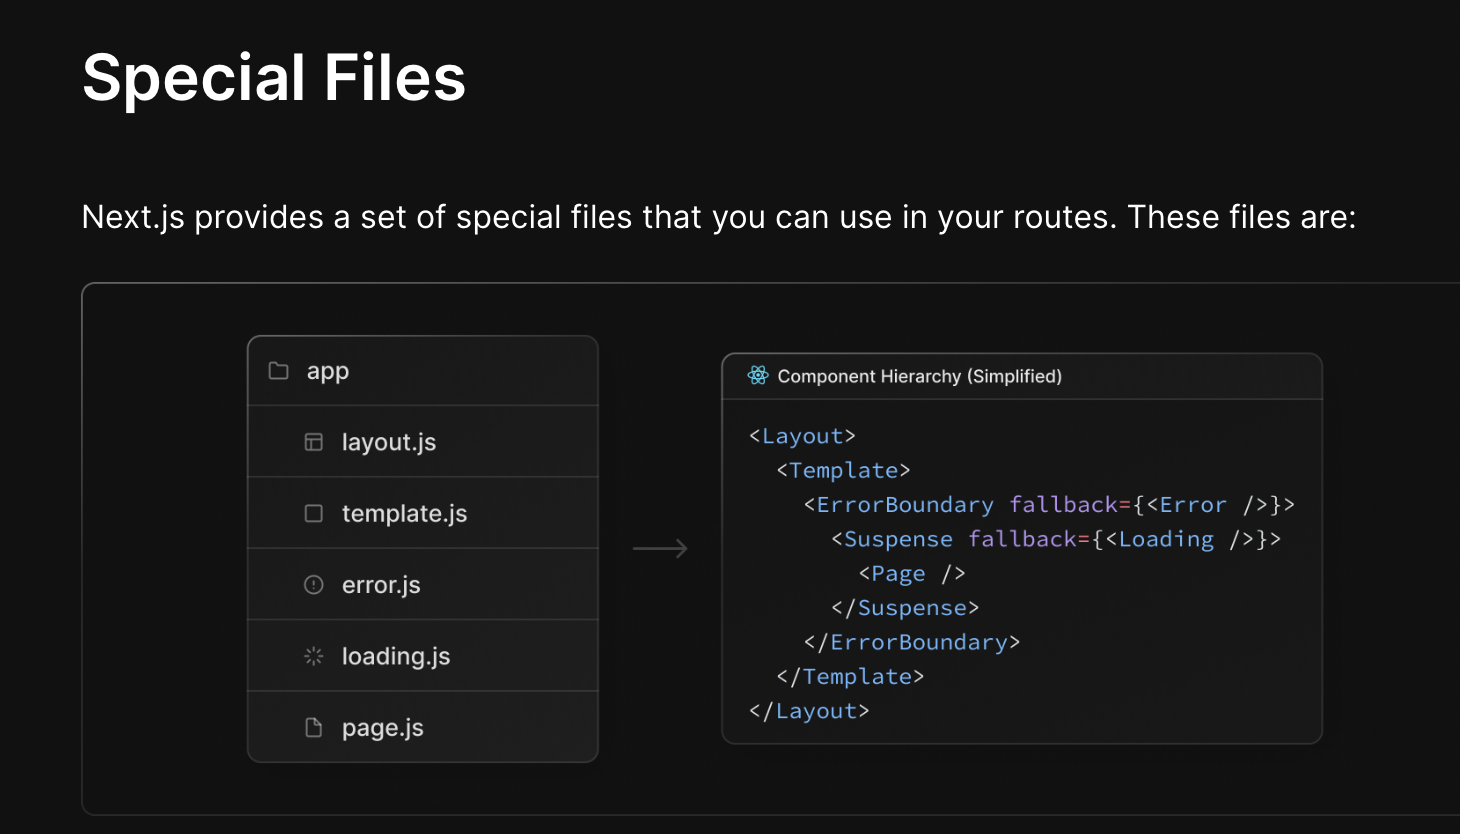 Special Files
Next.js provides a set of special files that you can use in your routes. These files are:
app
layout.js
template.js
error.js
loading.js
page.js
Component Hierarchy (Simplified)
<Layout>
<Template>
<ErrorBoundary fallback={<Error />}>
<Suspense fallback={<Loading />}>
<Page />
</Suspense>
</ErrorBoundary>
</Template>
</Layout>